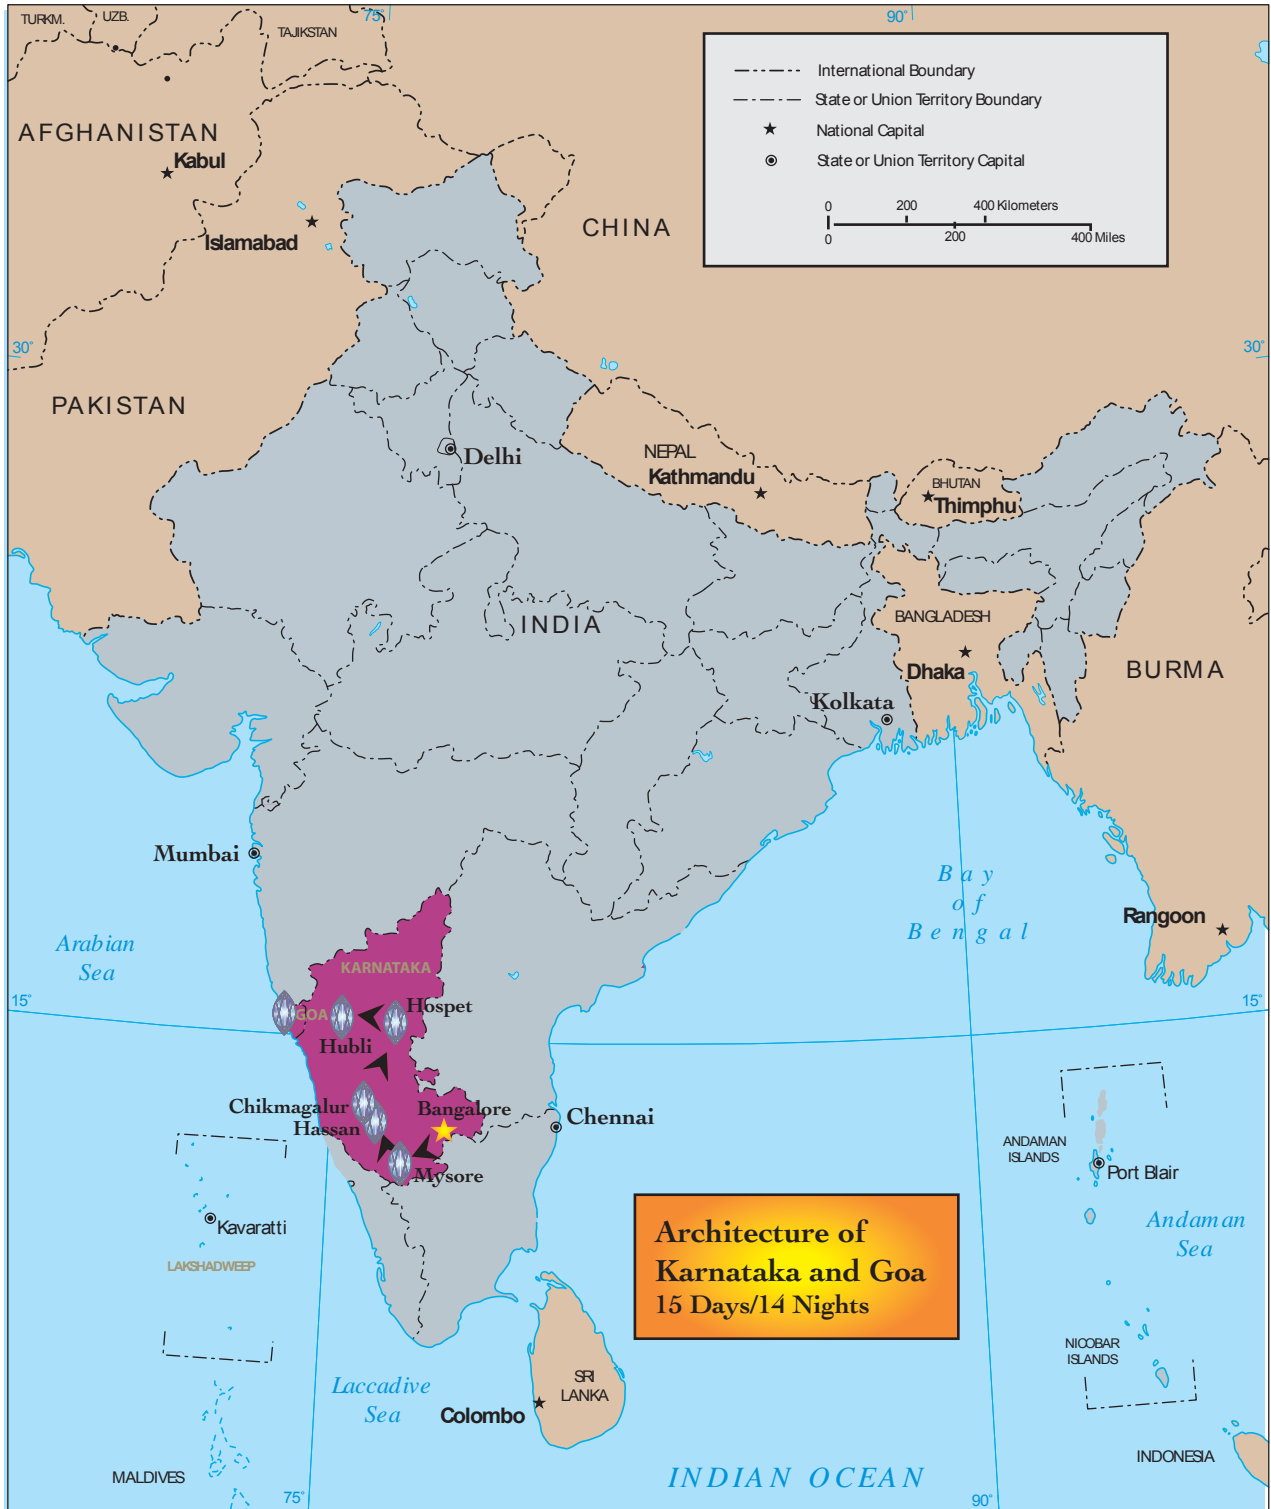 TURKM.
UZB.
TAJIKSTAN
75°
90°
International Boundary
State or Union Territory Boundary
National Capital
State or Union Territory Capital
0 200 400 Kilometers
0 200 400 Miles
AFGHANISTAN
Kabul
Islamabad
CHINA
30°
30°
PAKISTAN
Delhi
NEPAL
Kathmandu
BHUTAN
Thimphu
INDIA
BANGLADESH
Dhaka
BURMA
Kolkata
Mumbai
Bay
of
Bengal
Rangoon
Arabian
Sea
KARNATAKA
15°
15°
GOA
Hospet
Hubli
Chikmagalur
Hassan
Bangalore
Chennai
Mysore
ANDAMAN
ISLANDS
Port Blair
Kavaratti
LAKSHADWEEP
Architecture of
Karnataka and Goa
15 Days/14 Nights
Andaman
Sea
NICOBAR
ISLANDS
Laccadive
Sea
SRI
LANKA
Colombo
MALDIVES
INDIAN OCEAN
INDONESIA
75°
90°